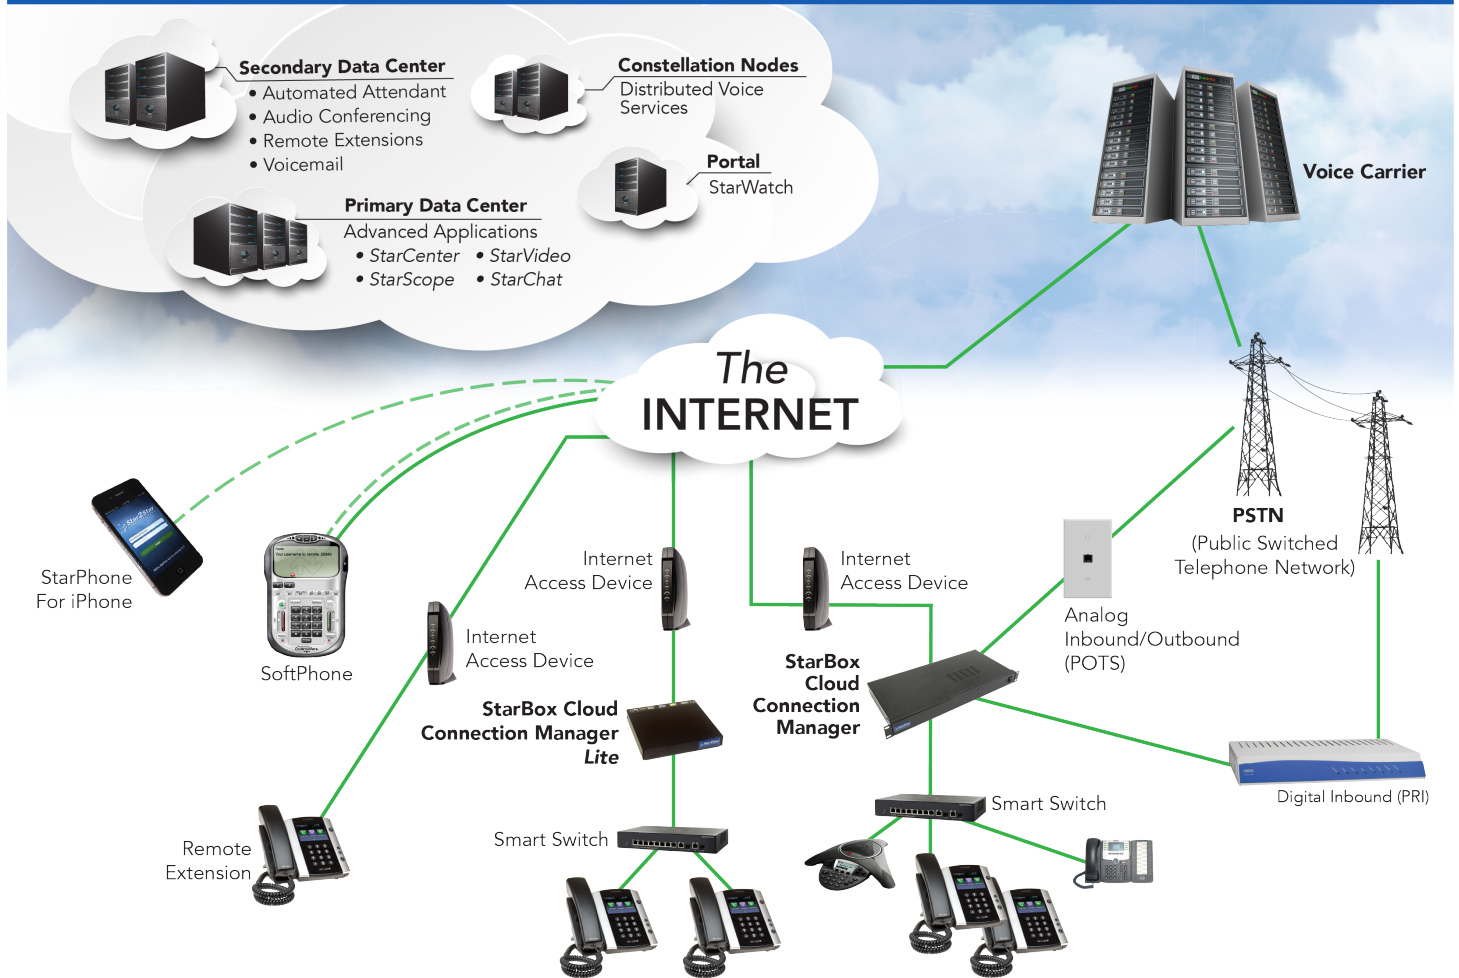 Secondary Data Center
• Automated Attendant
• Audio Conferencing
• Remote Extensions
• Voicemail
Constellation Nodes
Distributed Voice
Services
Portal
StarWatch
Primary Data Center
Advanced Applications
• StarCenter • StarVideo
• StarScope • StarChat
Voice Carrier
The
INTERNET
PSTN
(Public Switched
Telephone Network)
Star2Star
StarPhone
For iPhone
SoftPhone
Internet
Access Device
Internet
Access Device
Internet
Access Device
Analog
Inbound/Outbound
(POTS)
StarBox
Cloud
Connection
Manager
StarBox Cloud
Connection Manager
Lite
Digital Inbound (PRI)
Smart Switch
Smart Switch
Remote
Extension